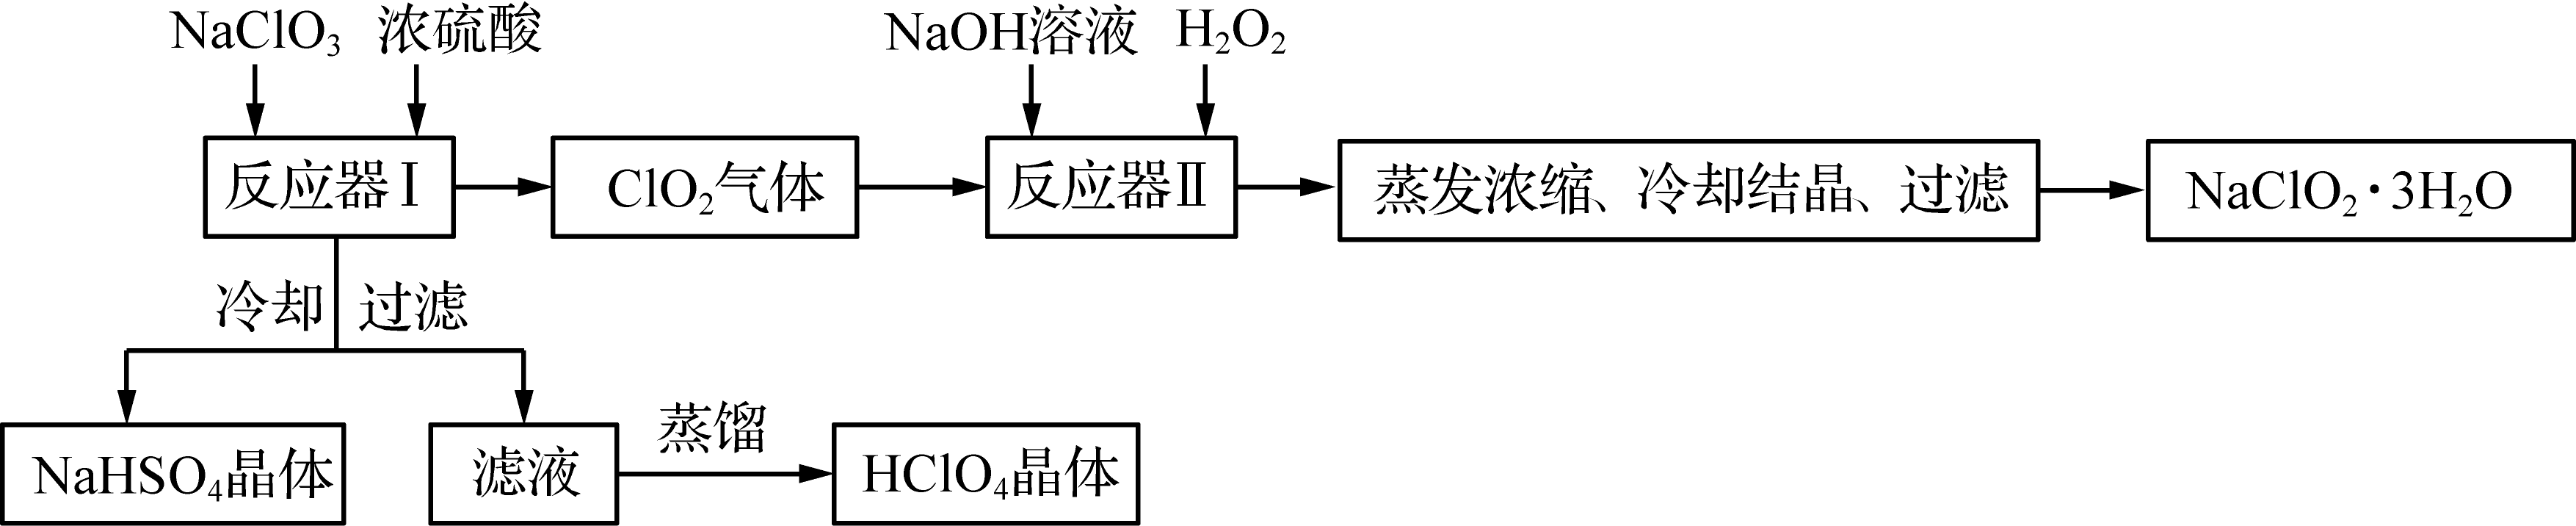 NaClO₃ 浓硫酸 NaOH溶液 H₂O₂
反应器Ⅰ ClO₂气体 反应器Ⅱ 蒸发浓缩、冷却结晶、过滤 NaClO₂·3H₂O
冷却 过滤
NaHSO₄晶体 滤液 蒸馏 HClO₄晶体